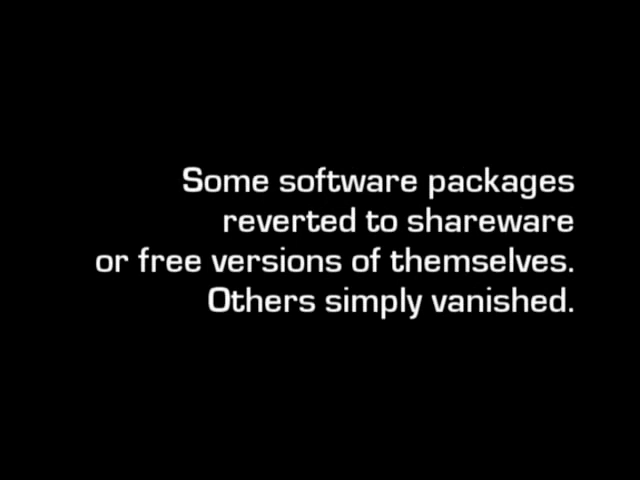 Some software packages
reverted to shareware
or free versions of themselves.
Others simply vanished.